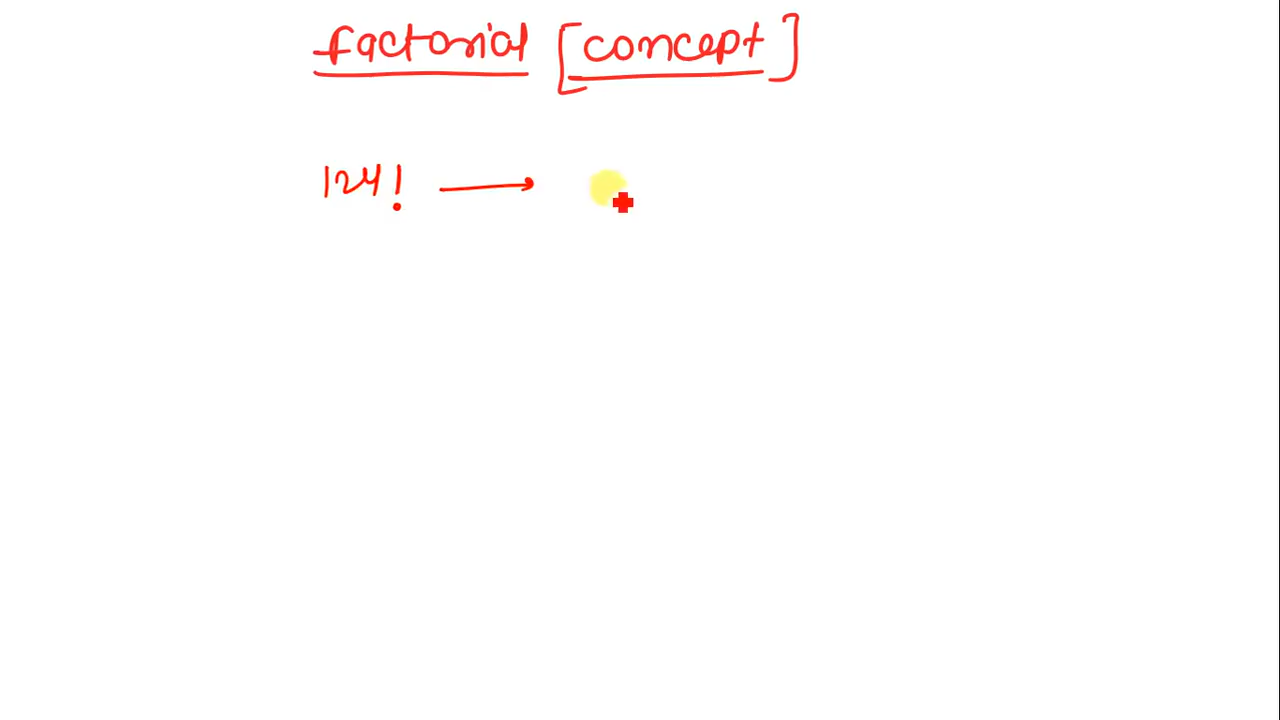 factorial [concept]
124! →